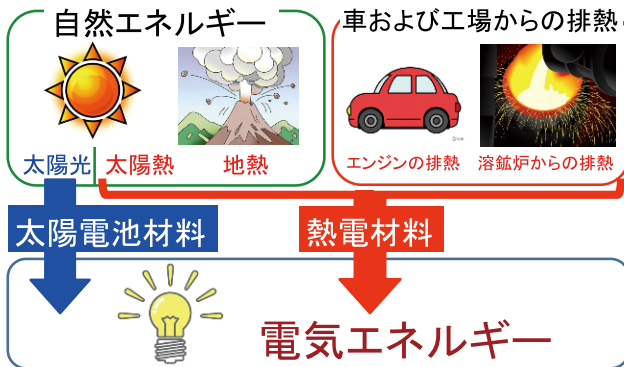 自然エネルギー
車および工場からの排熱
太陽光
太陽熱
地熱
エンジンの排熱
溶鉱炉からの排熱
太陽電池材料
熱電材料
電気エネルギー